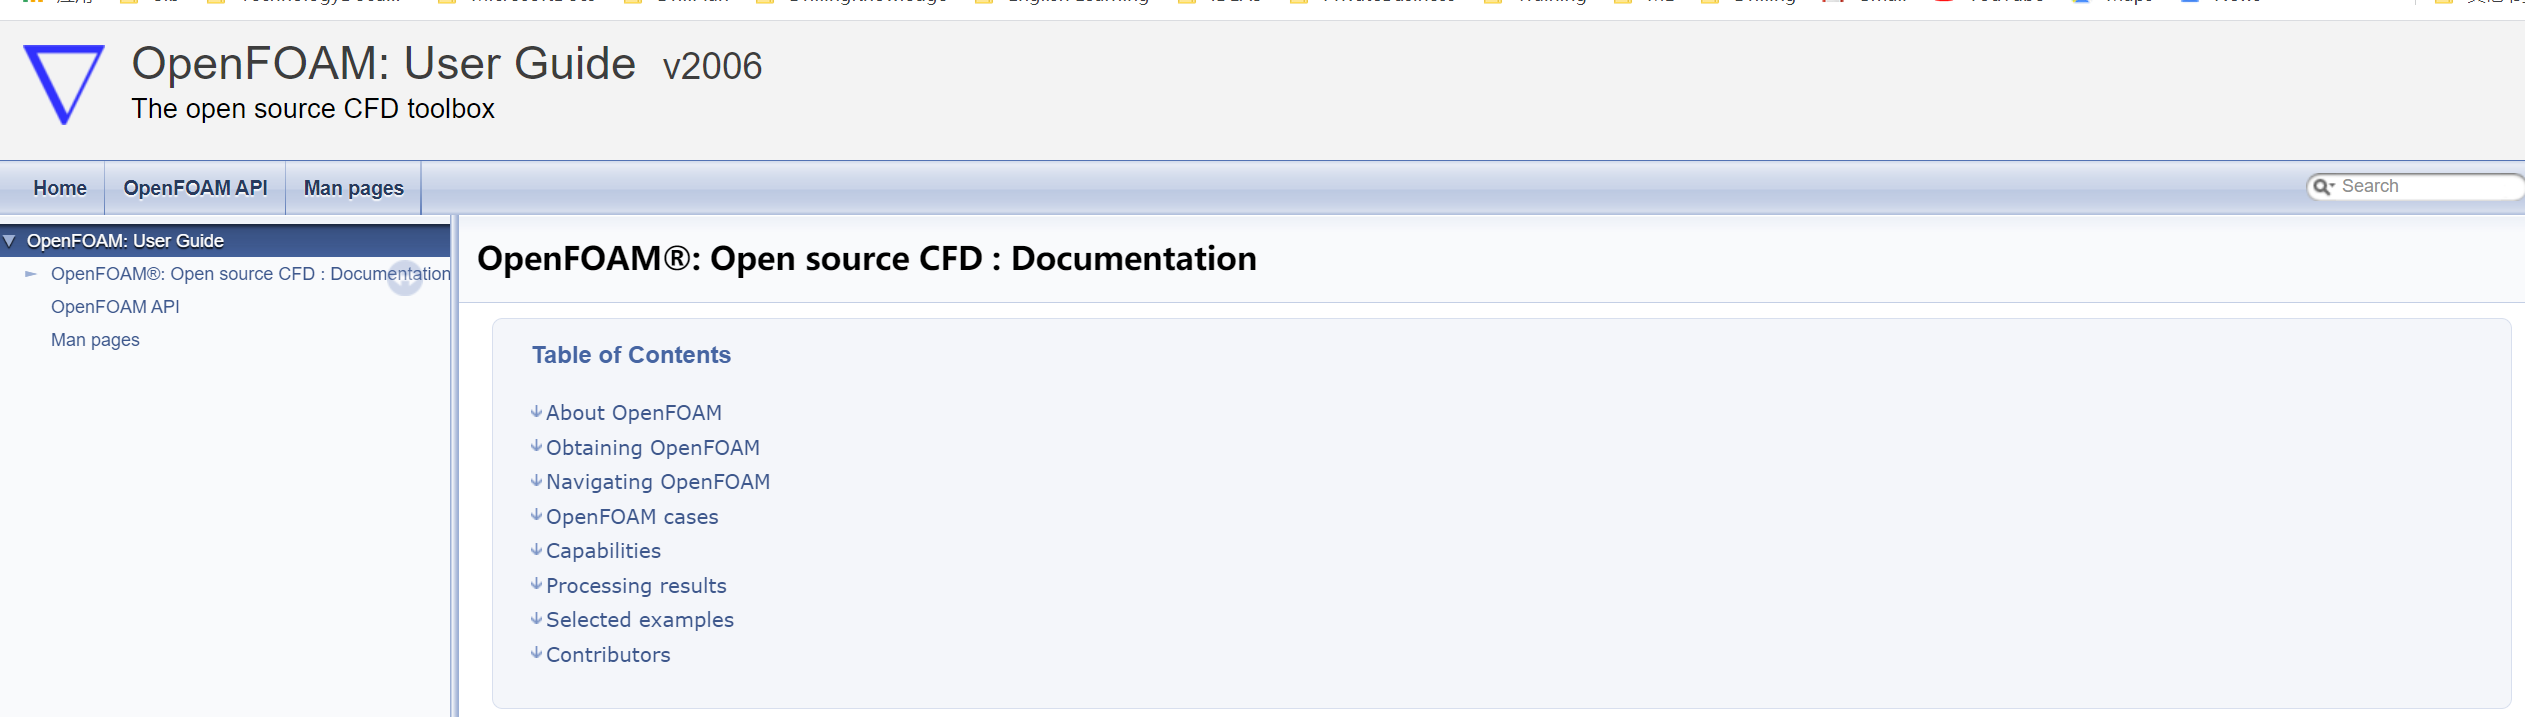 OpenFOAM: User Guide v2006
The open source CFD toolbox
Home OpenFOAM API Man pages Search
OpenFOAM: User Guide
OpenFOAM®: Open source CFD : Documentation
OpenFOAM API
Man pages
OpenFOAM®: Open source CFD : Documentation
Table of Contents
About OpenFOAM
Obtaining OpenFOAM
Navigating OpenFOAM
OpenFOAM cases
Capabilities
Processing results
Selected examples
Contributors